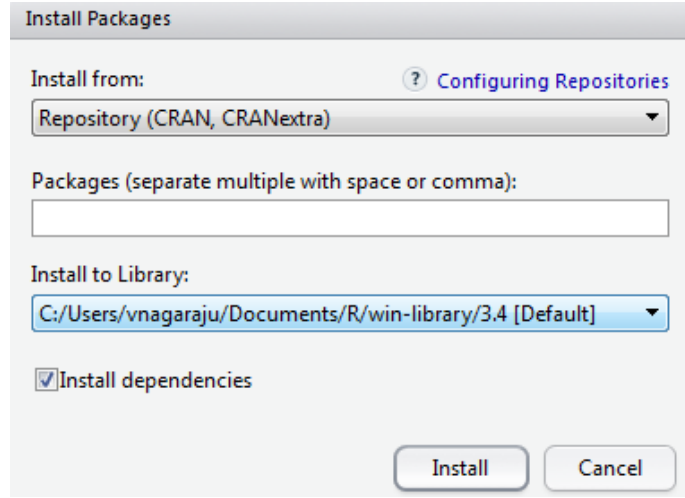 Install Packages
Install from:
? Configuring Repositories
Repository (CRAN, CRANextra)
Packages (separate multiple with space or comma):
Install to Library:
C:/Users/vnagaraju/Documents/R/win-library/3.4 [Default]
Install dependencies
Install
Cancel